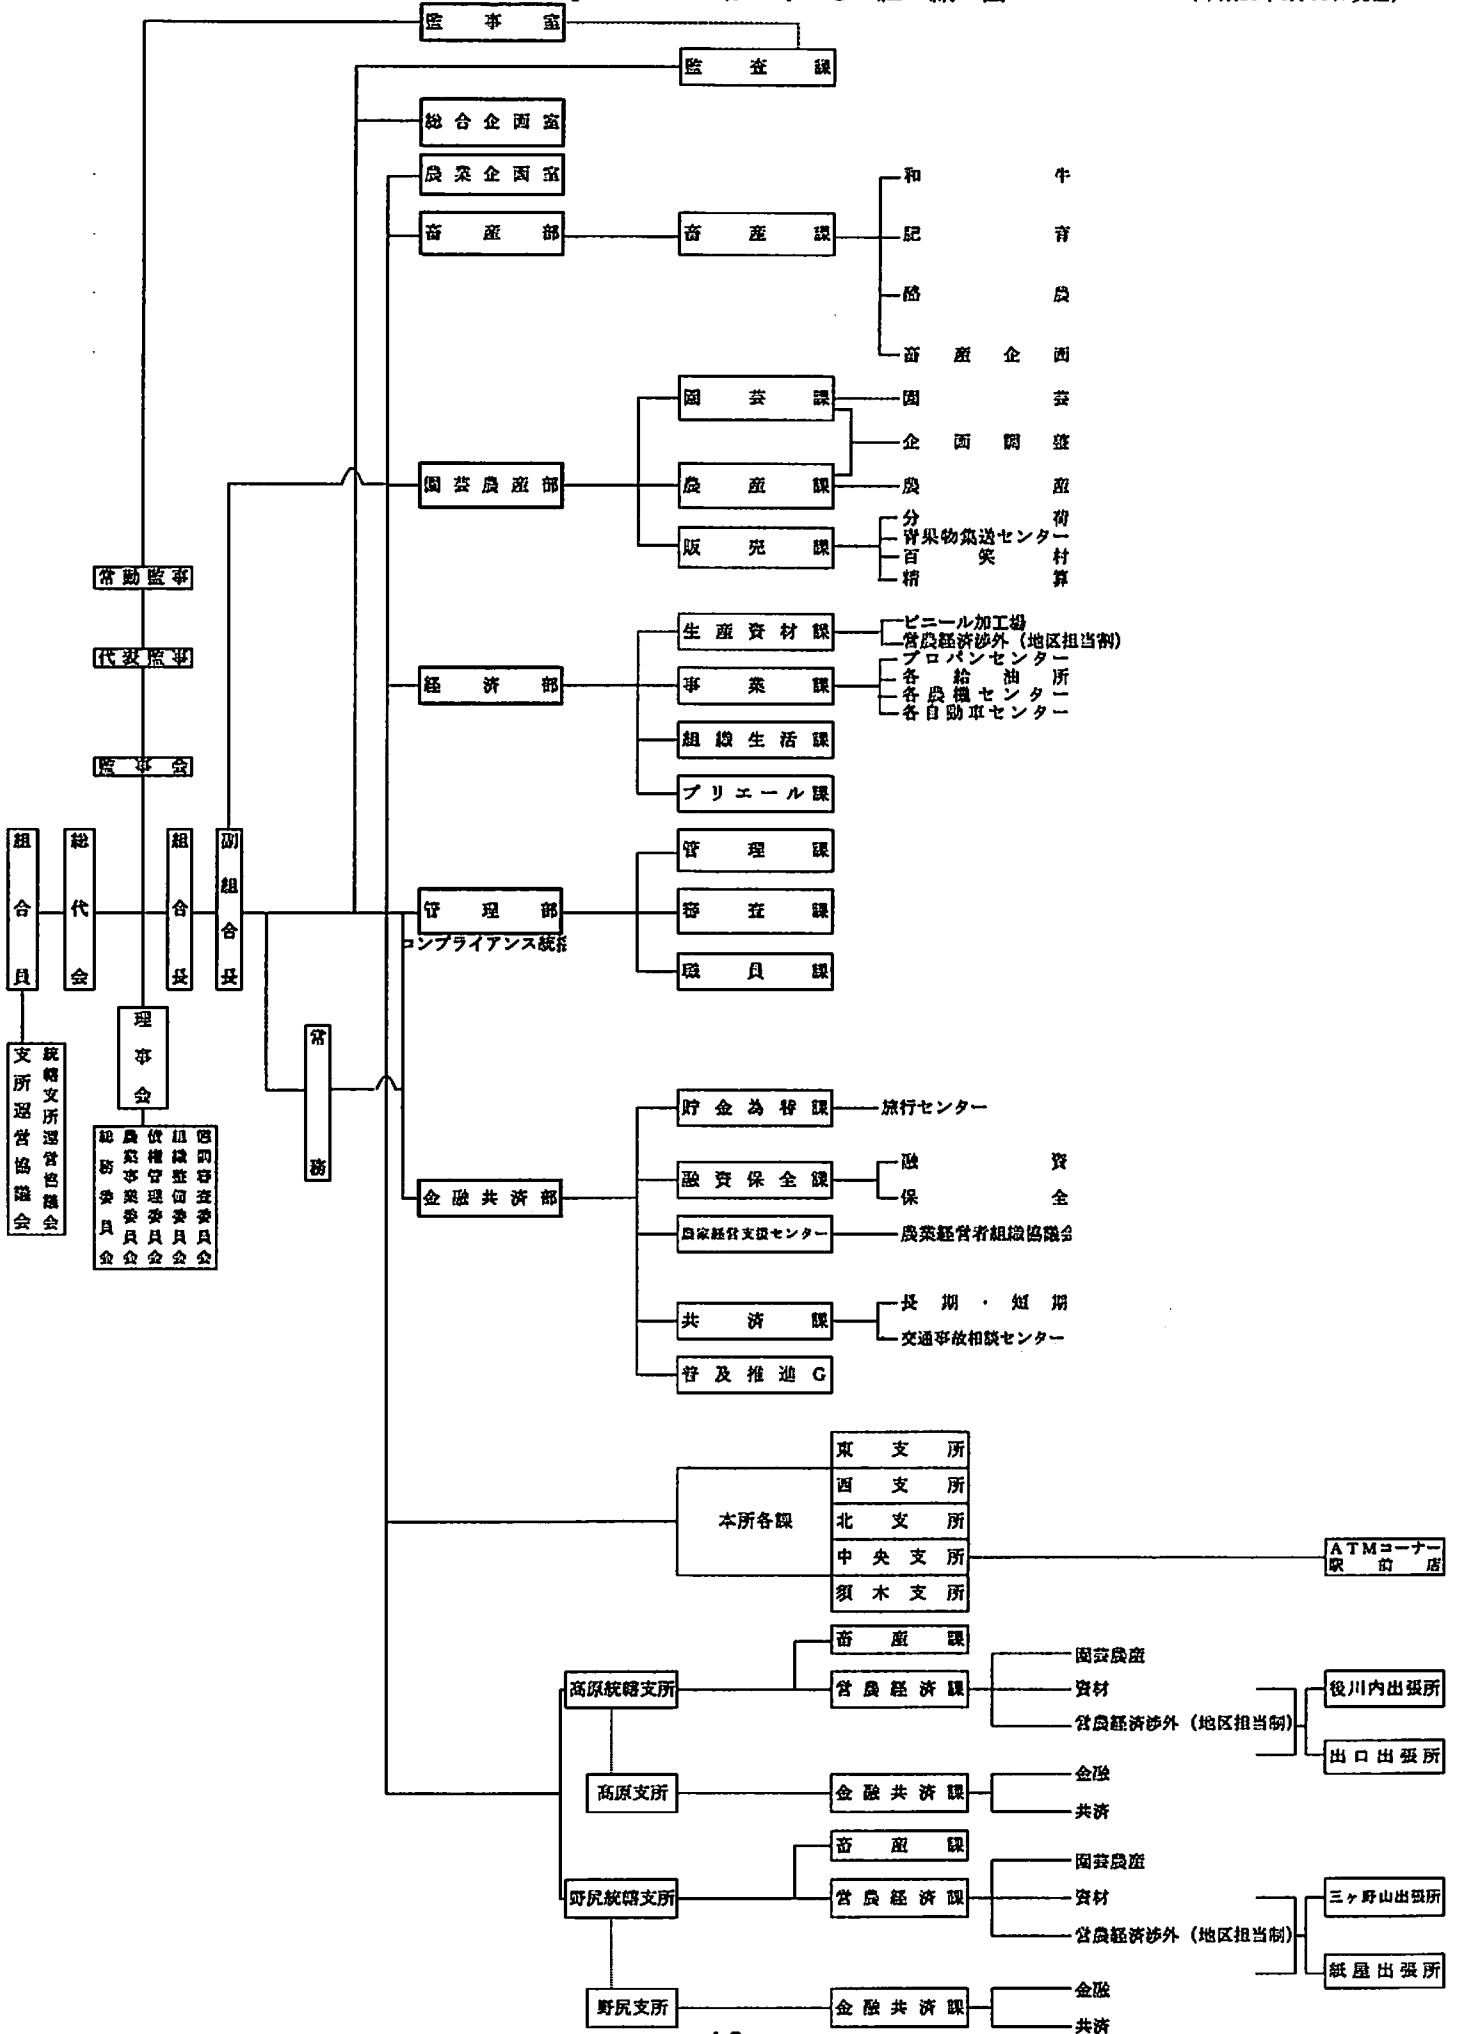 監事室
監査課
総合企画室
農業企画室
畜産部
畜産課
和牛
肥育
酪農
畜産企画
園芸農産部
園芸課
園芸
企画調整
農産課
農産
販売課
分荷
青果物集送センター
百笑村
精算
常勤監事
代表監事
監事会
経済部
生産資材課
ビニール加工場
営農経済渉外（地区担当制）
事業課
プロパンセンター
各給油所
各農機センター
各自動車センター
組織生活課
プリエール課
組合員
総代会
組合長
副組合長
管理部
コンプライアンス統括
管理課
審査課
職員課
理事会
常務
支所運営協議会
統轄支所運営協議会
総務委員会
農業事業委員会
債権管理委員会
組織整備委員会
金融共済部
貯金為替課
旅行センター
融資保全課
融資
保全
農家経営支援センター
農業経営者組織協議会
共済課
長期・短期
交通事故相談センター
普及推進G
本所各課
東支所
西支所
北支所
中央支所
須木支所
ATMコーナー
駅前店
高原統轄支所
畜産課
営農経済課
園芸農産
資材
営農経済渉外（地区担当制）
後川内出張所
出口出張所
高原支所
金融共済課
金融
共済
野尻統轄支所
畜産課
営農経済課
園芸農産
資材
営農経済渉外（地区担当制）
三ヶ野山出張所
紙屋出張所
野尻支所
金融共済課
金融
共済